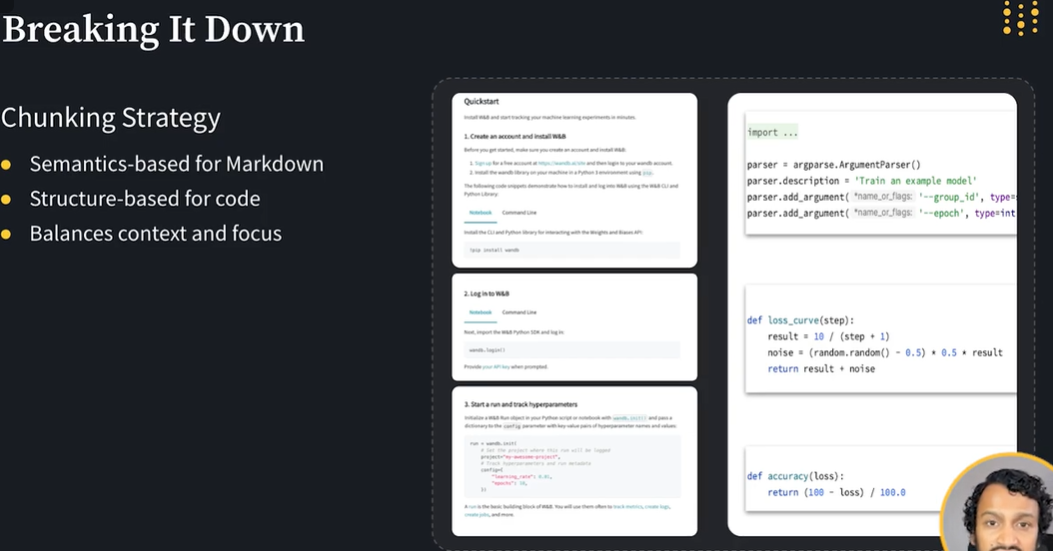 Breaking It Down
Chunking Strategy
Semantics-based for Markdown
Structure-based for code
Balances context and focus
Quickstart
Install W&B and start tracking your machine learning experiments in minutes.
1. Create an account and install W&B
Before you get started, make sure you create an account and install W&B:
1. Sign up for a free account at https://wandb.ai/site and then login to your wandb account.
2. Install the wandb library on your machine in a Python 3 environment using pip.
The following code snippets demonstrate how to install and log into W&B using the W&B CLI and
Python Library:
Notebook Command Line
Install the CLI and Python library for interacting with the Weights and Biases API:
!pip install wandb
2. Log in to W&B
Notebook Command Line
Next, import the W&B Python SDK and log in:
wandb.login()
Provide your API key when prompted.
3. Start a run and track hyperparameters
Initialize a W&B Run object in your Python script or notebook with wandb.init() and pass a
dictionary to the config parameter with key-value pairs of hyperparameter names and values:
run = wandb.init(
# Set the project where this run will be logged
project="my-awesome-project",
# Track hyperparameters and run metadata
config={
"learning_rate": 0.01,
"epochs": 10,
})
A run is the basic building block of W&B. You will use them often to track metrics, create logs,
create jobs, and more.
import ...
parser = argparse.ArgumentParser()
parser.description = 'Train an example model'
parser.add_argument( *name_or_flags: '--group_id', type=
parser.add_argument( *name_or_flags: '--epoch', type=int
def loss_curve(step):
result = 10 / (step + 1)
noise = (random.random() - 0.5) * 0.5 * result
return result + noise
def accuracy(loss):
return (100 - loss) / 100.0